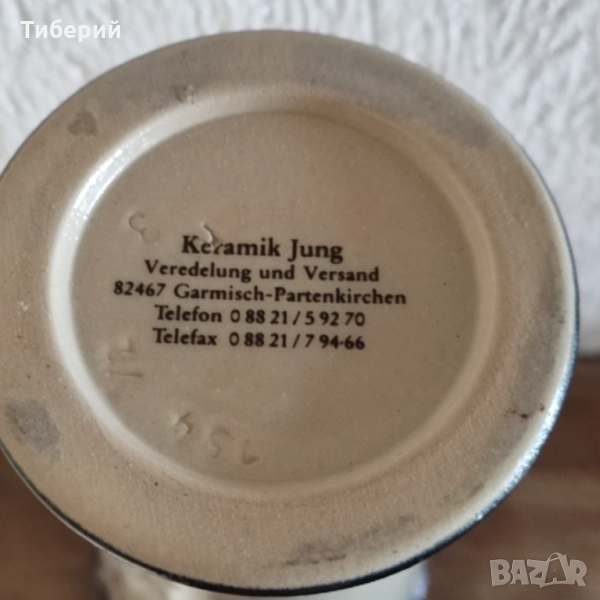 Тиберий
Keramik Jung
Veredelung und Versand
82467 Garmisch-Partenkirchen
Telefon 0 88 21 / 5 92 70
Telefax 0 88 21 / 7 94-66
BAZAR